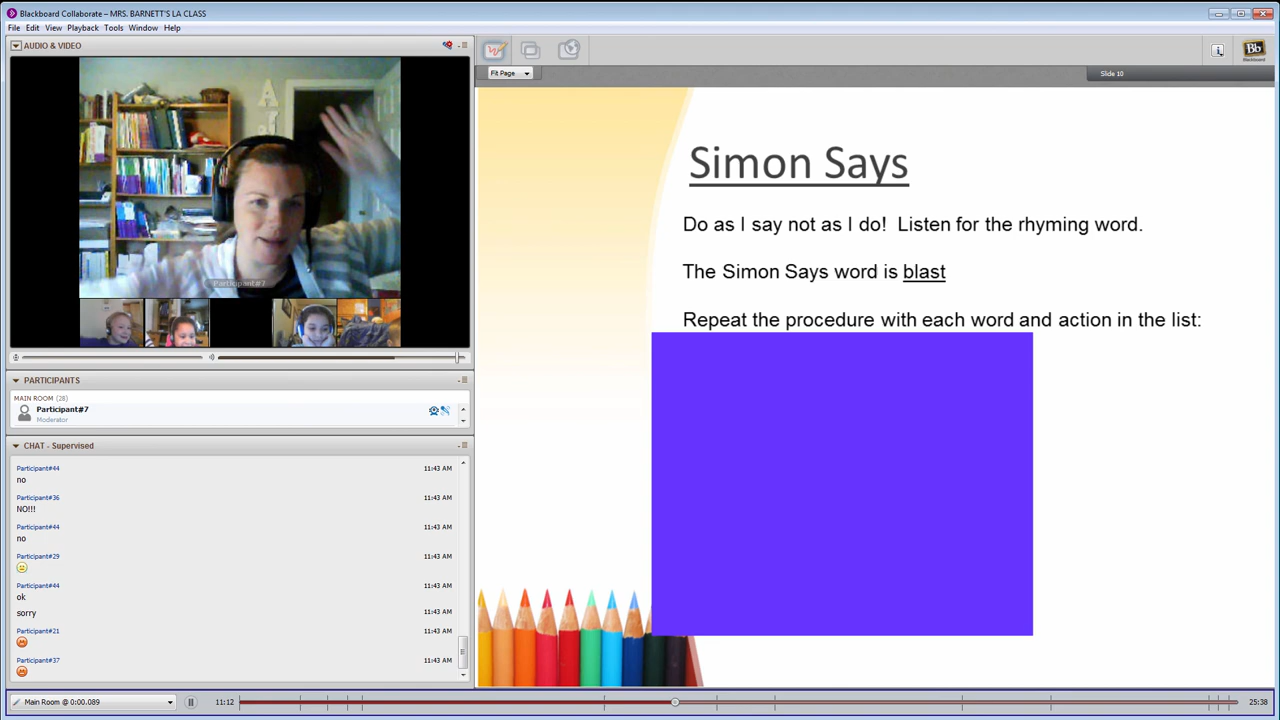 Blackboard Collaborate – MRS. BARNETT'S LA CLASS
File Edit View Playback Tools Window Help
AUDIO & VIDEO
Participant#7
PARTICIPANTS
MAIN ROOM (28)
Participant#7
Moderator
CHAT - Supervised
Participant#44 11:43 AM
no
Participant#36 11:43 AM
NO!!!
Participant#44 11:43 AM
no
Participant#29 11:43 AM
Participant#44 11:43 AM
ok
sorry 11:43 AM
Participant#21 11:43 AM
Participant#37 11:43 AM
Fit Page
Slide 10
Bb
Blackboard
Simon Says
Do as I say not as I do! Listen for the rhyming word.
The Simon Says word is blast
Repeat the procedure with each word and action in the list:
Main Room @ 0:00.089
11:12
25:38